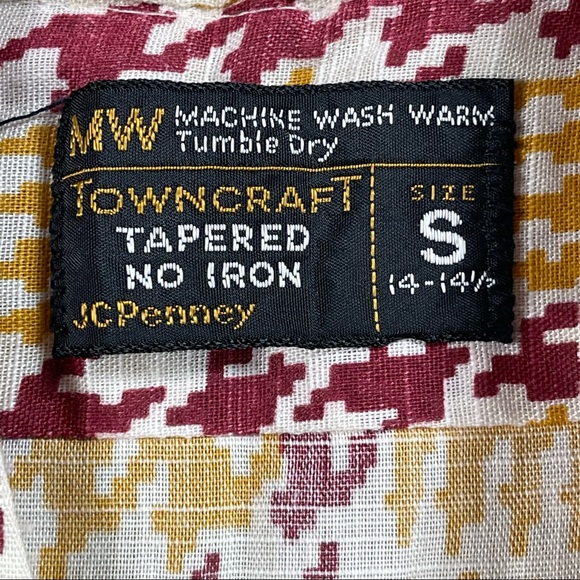 MW MACHINE WASH WARM
Tumble Dry
TOWNCRAFT
TAPERED
NO IRON
JCPenney
SIZE
S
14-14½